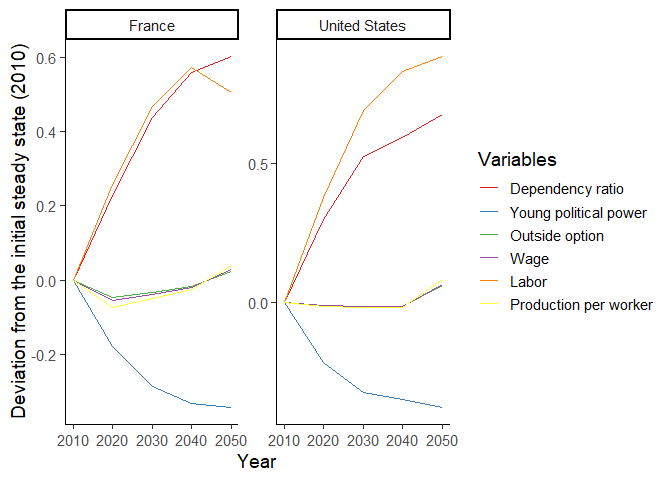 France
United States
Deviation from the initial steady state (2010)
0.6
0.4
0.2
0.0
-0.2
0.5
0.0
2010 2020 2030 2040 2050
2010 2020 2030 2040 2050
Year
Variables
Dependency ratio
Young political power
Outside option
Wage
Labor
Production per worker